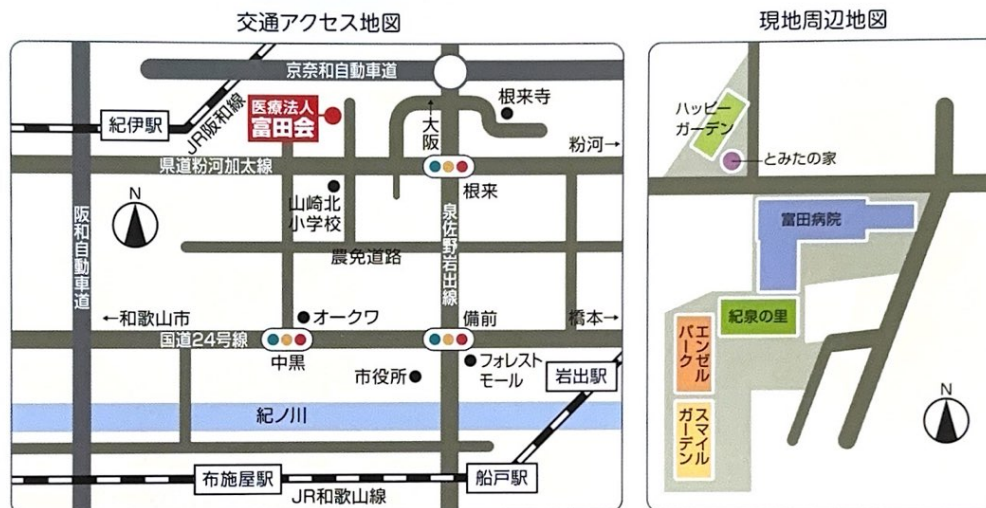 交通アクセス地図
京奈和自動車道
紀伊駅
JR阪和線
医療法人
富田会
←大阪
根来寺
粉河→
県道粉河加太線
根来
山崎北
小学校
N
阪和自動車道
泉佐野岩出線
農免道路
←和歌山市
オークワ
備前
橋本→
国道24号線
中黒
市役所
フォレスト
モール
岩出駅
紀ノ川
布施屋駅
船戸駅
JR和歌山線
現地周辺地図
ハッピー
ガーデン
とみたの家
富田病院
紀泉の里
エンゼル
パーク
スマイル
ガーデン
N